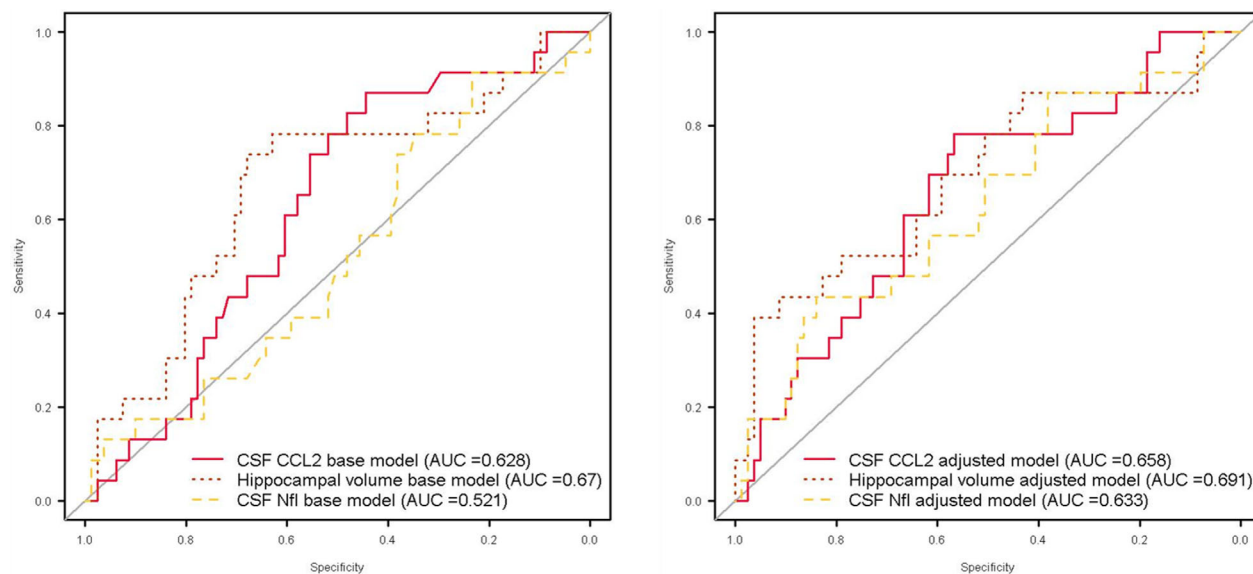 1.0
0.8
0.6
0.4
0.2
0.0
Sensitivity
CSF CCL2 base model (AUC =0.628)
Hippocampal volume base model (AUC =0.67)
CSF Nfl base model (AUC =0.521)
1.0 0.8 0.6 0.4 0.2 0.0
Specificity
1.0
0.8
0.6
0.4
0.2
0.0
Sensitivity
CSF CCL2 adjusted model (AUC =0.658)
Hippocampal volume adjusted model (AUC =0.691)
CSF Nfl adjusted model (AUC =0.633)
1.0 0.8 0.6 0.4 0.2 0.0
Specificity